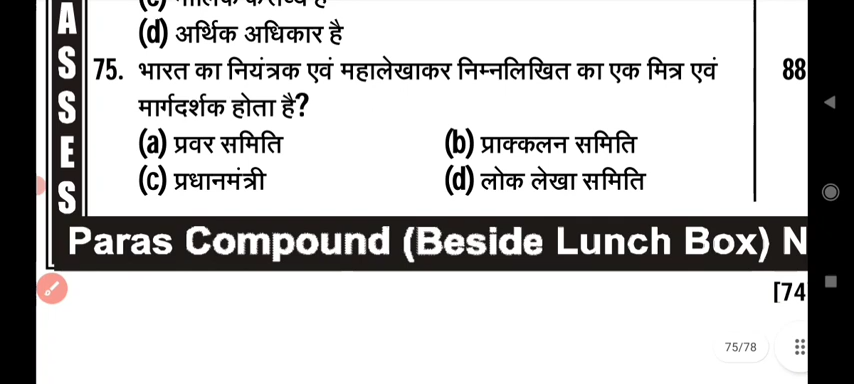 (d) आर्थिक अधिकार है
75. भारत का नियंत्रक एवं महालेखाकर निम्नलिखित का एक मित्र एवं
मार्गदर्शक होता है?
(a) प्रवर समिति (b) प्राक्कलन समिति
(c) प्रधानमंत्री (d) लोक लेखा समिति
88
A
S
S
E
S
Paras Compound (Beside Lunch Box) N
[74
75/78